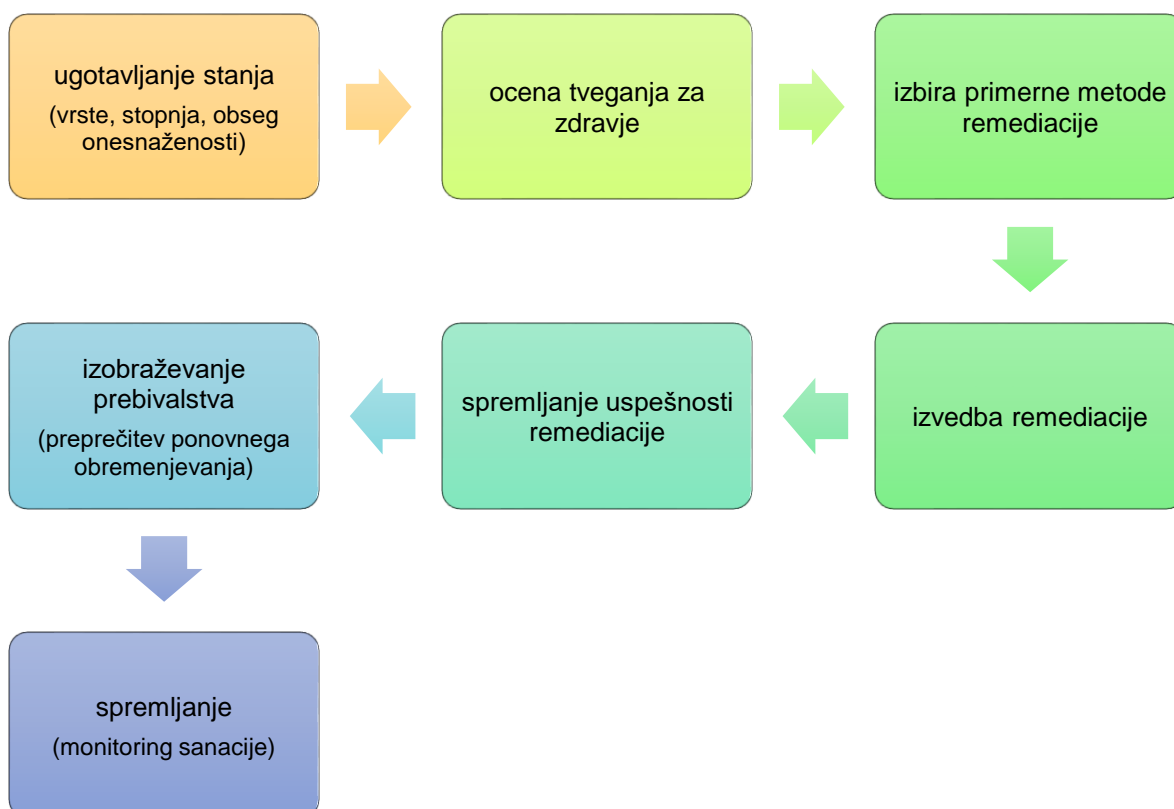 ugotavljanje stanja
(vrste, stopnja, obseg
onesnaženosti)
ocena tveganja za
zdravje
izbira primerne metode
remediacije
izvedba remediacije
spremljanje uspešnosti
remediacije
izobraževanje
prebivalstva
(preprečitev ponovnega
obremenjevanja)
spremljanje
(monitoring sanacije)